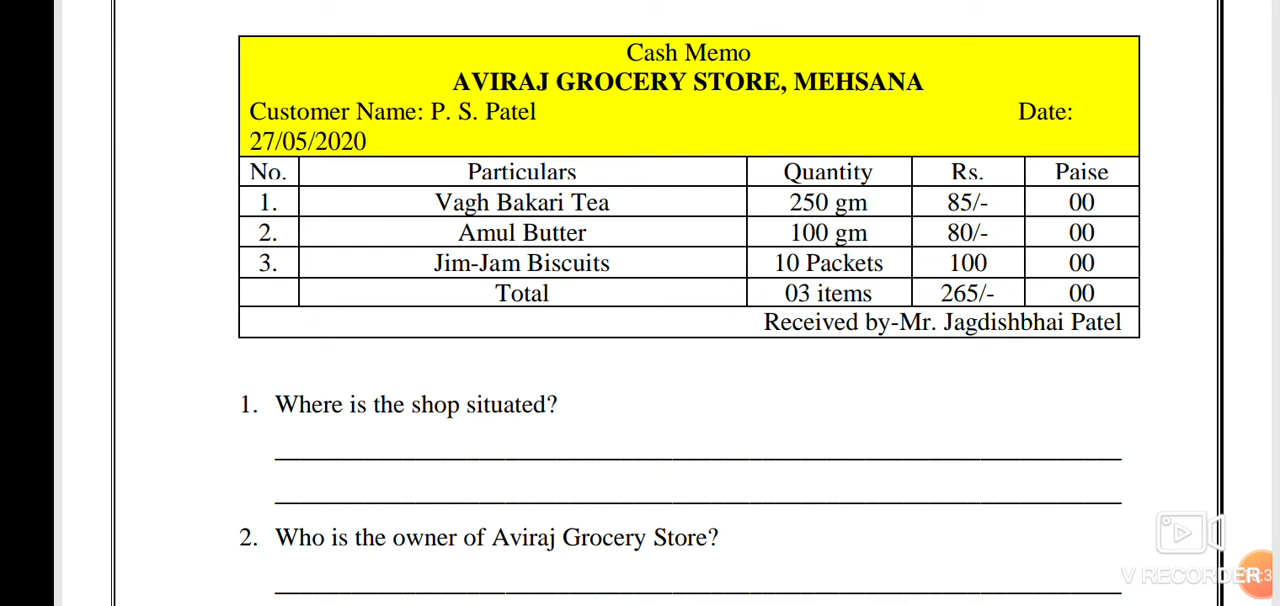 Cash Memo
AVIRAJ GROCERY STORE, MEHSANA
Customer Name: P. S. Patel Date:
27/05/2020
No. Particulars Quantity Rs. Paise
1. Vagh Bakari Tea 250 gm 85/- 00
2. Amul Butter 100 gm 80/- 00
3. Jim-Jam Biscuits 10 Packets 100 00
Total 03 items 265/- 00
Received by-Mr. Jagdishbhai Patel
1. Where is the shop situated?
2. Who is the owner of Aviraj Grocery Store?
V RECORDER